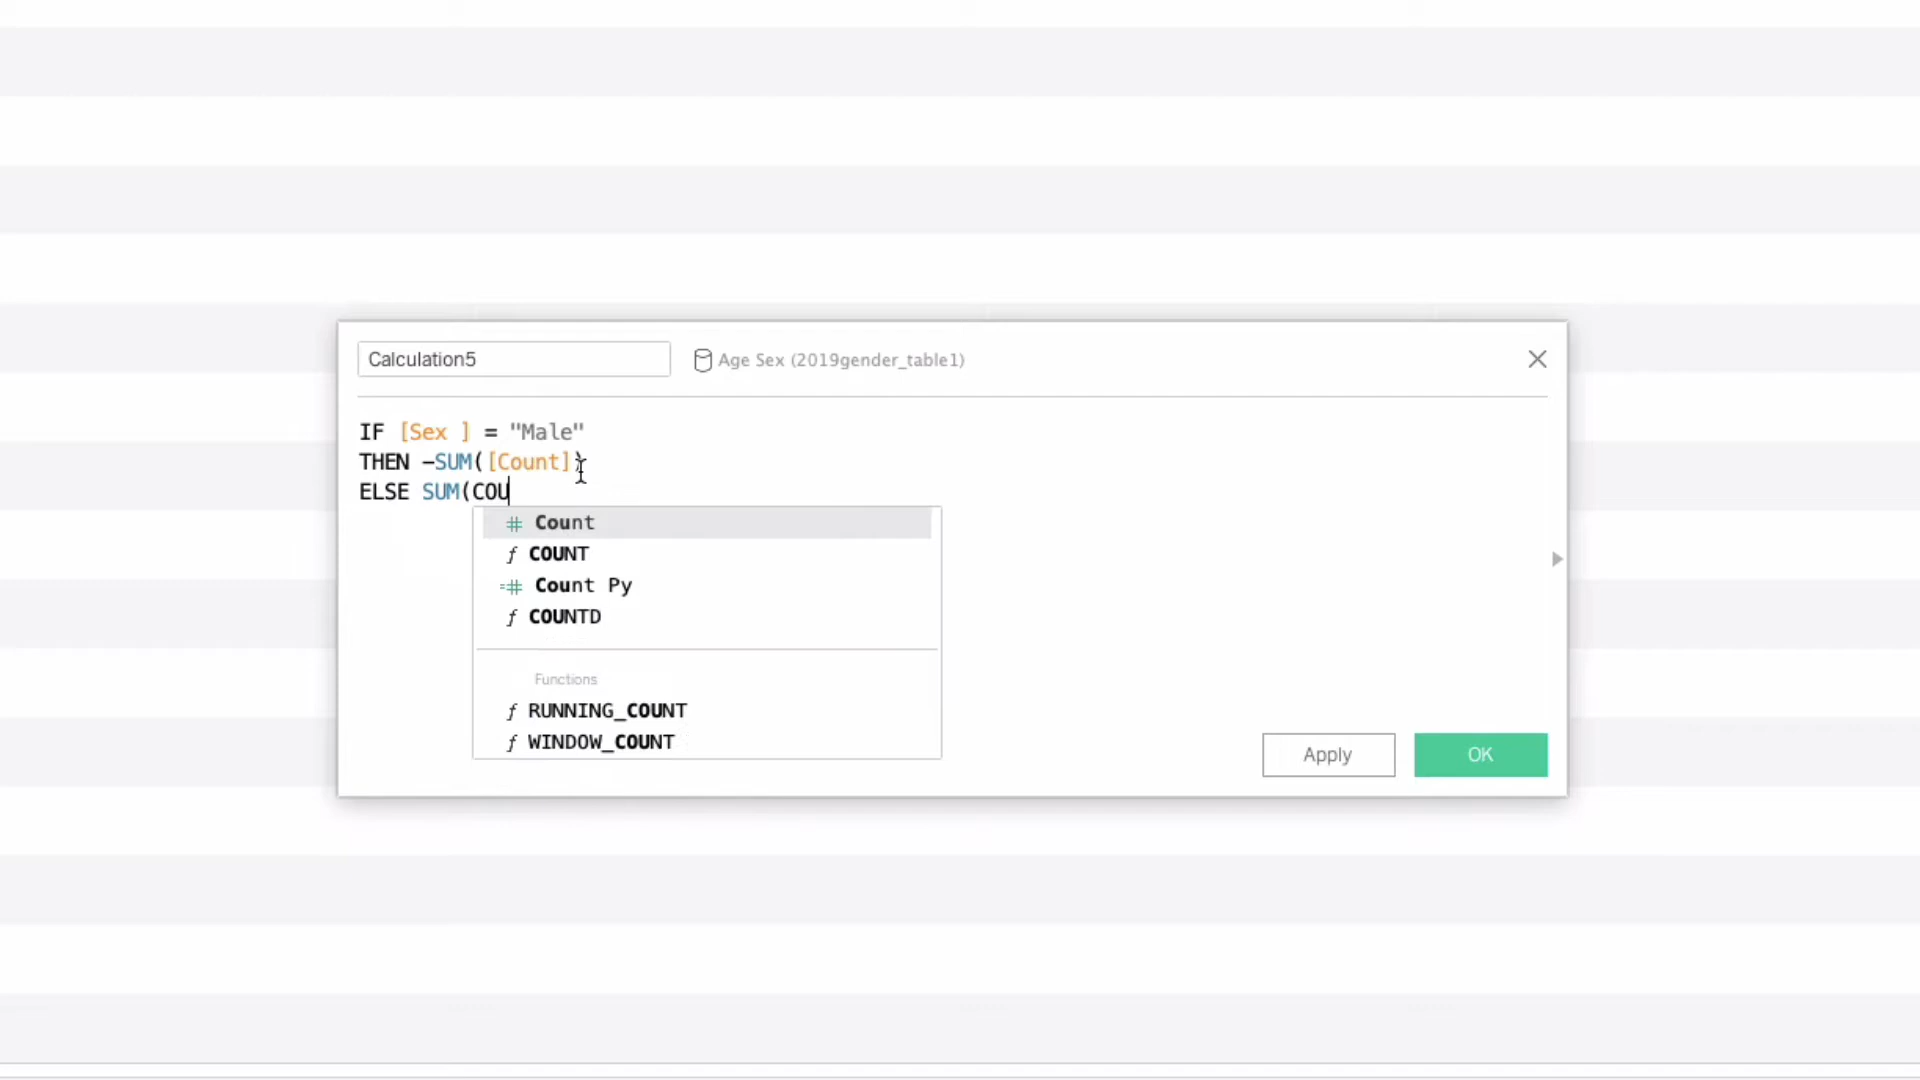 Calculation5
Age Sex (2019gender_table1)
IF [Sex ] = "Male"
THEN -SUM([Count])
ELSE SUM(COU
Count
COUNT
Count Py
COUNTD
Functions
RUNNING_COUNT
WINDOW_COUNT
Apply
OK